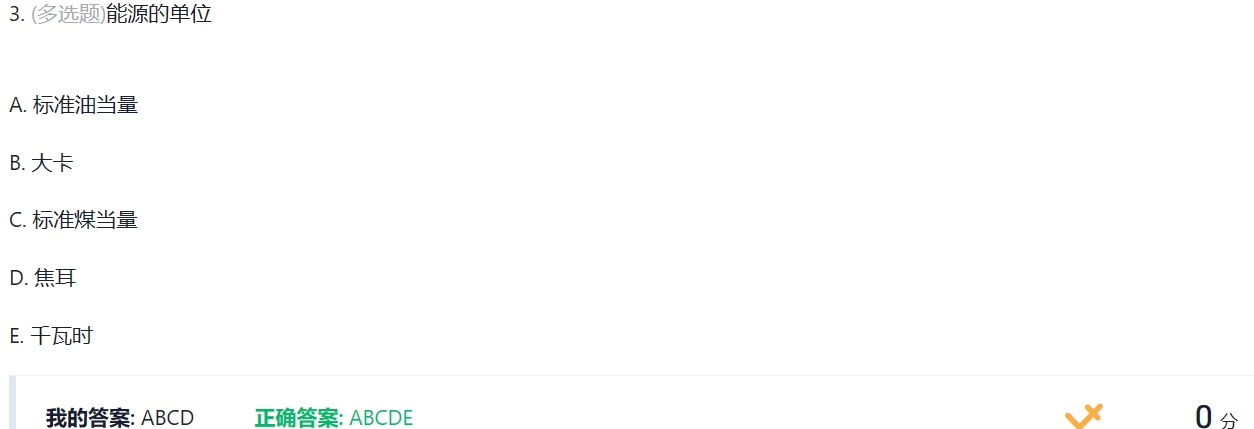 3. (多选题)能源的单位
A. 标准油当量
B. 大卡
C. 标准煤当量
D. 焦耳
E. 千瓦时
我的答案: ABCD 正确答案: ABCDE 0 分